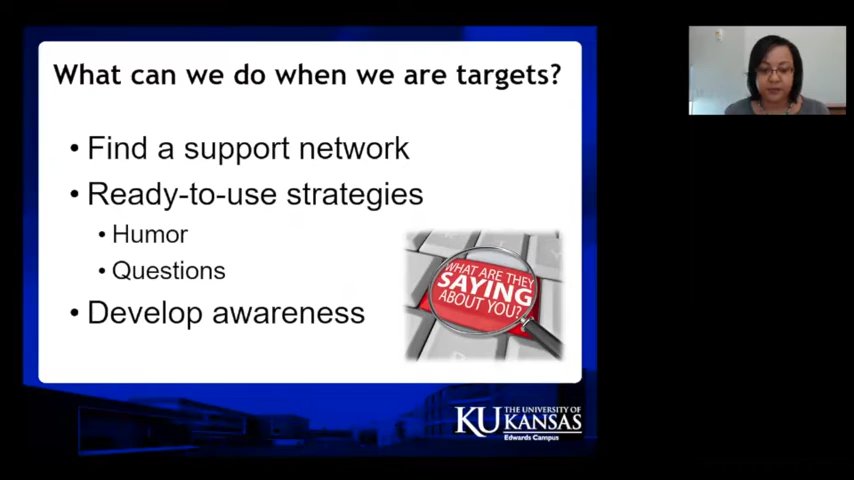 What can we do when we are targets?
• Find a support network
• Ready-to-use strategies
• Humor
• Questions
• Develop awareness
WHAT ARE THEY
SAYING
ABOUT YOU?
KU THE UNIVERSITY OF
KANSAS
Edwards Campus